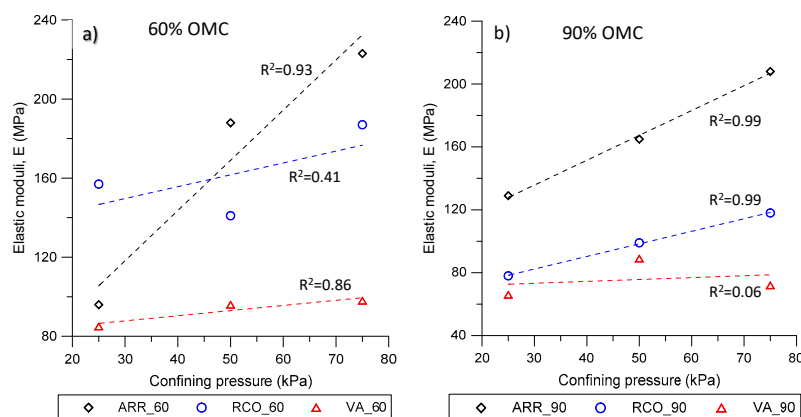 a)
60% OMC
240
200
160
120
80
Elastic moduli, E (MPa)
R²=0.93
R²=0.41
R²=0.86
20 30 40 50 60 70 80
Confining pressure (kPa)
ARR_60 RCO_60 VA_60
b)
90% OMC
240
200
160
120
80
40
Elastic moduli, E (MPa)
R²=0.99
R²=0.99
R²=0.06
20 30 40 50 60 70 80
Confining pressure (kPa)
ARR_90 RCO_90 VA_90